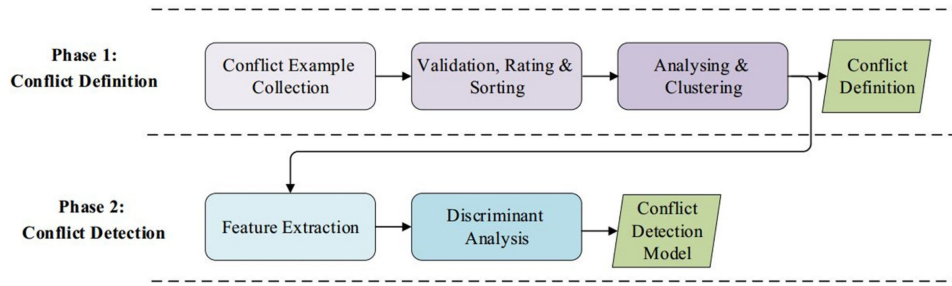 Phase 1:
Conflict Definition
Conflict Example
Collection
Validation, Rating &
Sorting
Analysing &
Clustering
Conflict
Definition
Phase 2:
Conflict Detection
Feature Extraction
Discriminant
Analysis
Conflict
Detection
Model